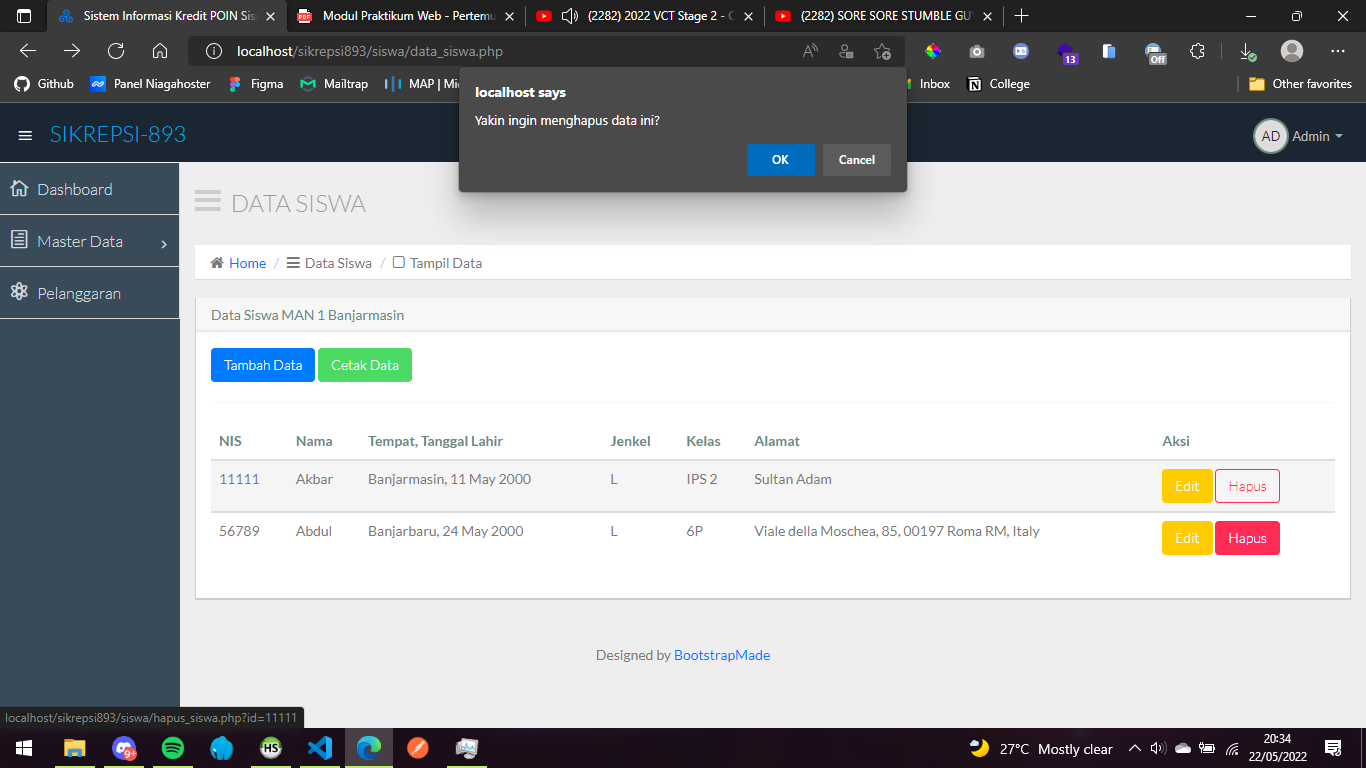 Sistem Informasi Kredit POIN Sis
Modul Praktikum Web - Pertemu
(2282) 2022 VCT Stage 2 - C
(2282) SORE SORE STUMBLE GU
localhost/sikrepsi893/siswa/data_siswa.php
13
Off
Github
Panel Niagahoster
Figma
Mailtrap
MAP | Mi
Inbox
College
Other favorites
localhost says
Yakin ingin menghapus data ini?
OK
Cancel
SIKREPSI-893
AD
Admin
Dashboard
Master Data
Pelanggaran
DATA SISWA
Home / Data Siswa / Tampil Data
Data Siswa MAN 1 Banjarmasin
Tambah Data
Cetak Data
NIS Nama Tempat, Tanggal Lahir Jenkel Kelas Alamat Aksi
11111 Akbar Banjarmasin, 11 May 2000 L IPS 2 Sultan Adam Edit Hapus
56789 Abdul Banjarbaru, 24 May 2000 L 6P Viale della Moschea, 85, 00197 Roma RM, Italy Edit Hapus
Designed by BootstrapMade
localhost/sikrepsi893/siswa/hapus_siswa.php?id=11111
9+
HS
27°C Mostly clear
20:34
22/05/2022